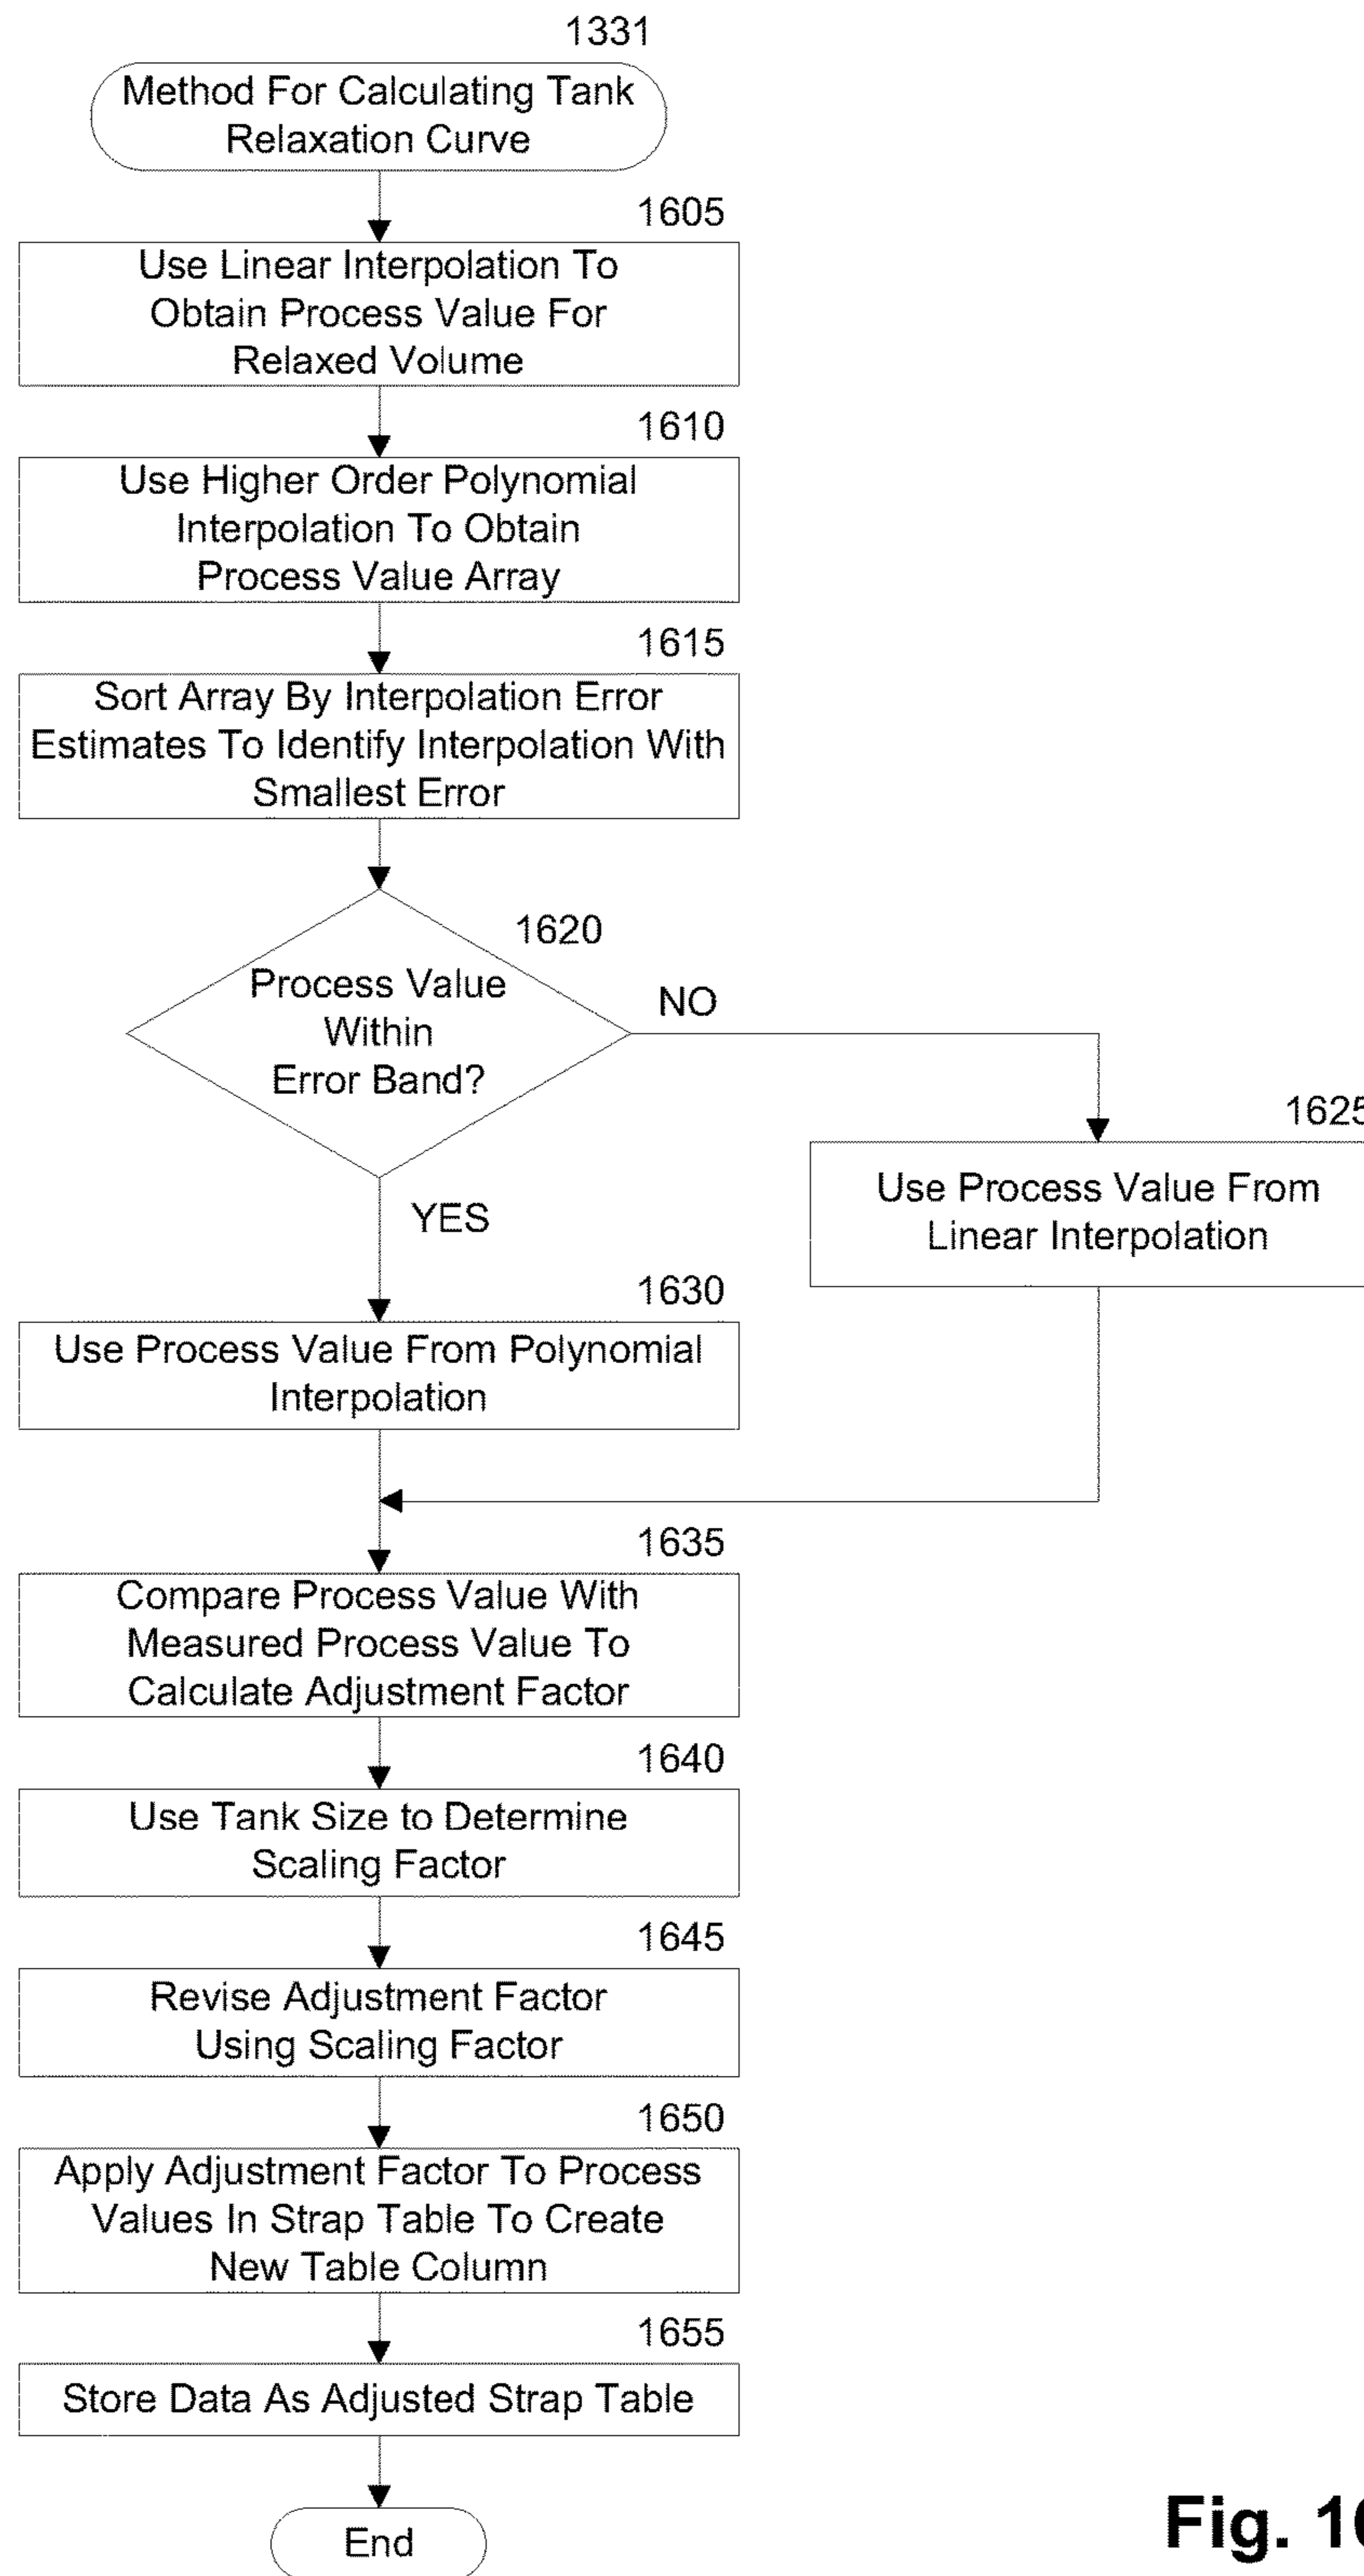 1331
Method For Calculating Tank
Relaxation Curve
1605
Use Linear Interpolation To
Obtain Process Value For
Relaxed Volume
1610
Use Higher Order Polynomial
Interpolation To Obtain
Process Value Array
1615
Sort Array By Interpolation Error
Estimates To Identify Interpolation With
Smallest Error
1620
Process Value
Within
Error Band?
NO
1625
Use Process Value From
Linear Interpolation
YES
1630
Use Process Value From Polynomial
Interpolation
1635
Compare Process Value With
Measured Process Value To
Calculate Adjustment Factor
1640
Use Tank Size to Determine
Scaling Factor
1645
Revise Adjustment Factor
Using Scaling Factor
1650
Apply Adjustment Factor To Process
Values In Strap Table To Create
New Table Column
1655
Store Data As Adjusted Strap Table
End
Fig. 16